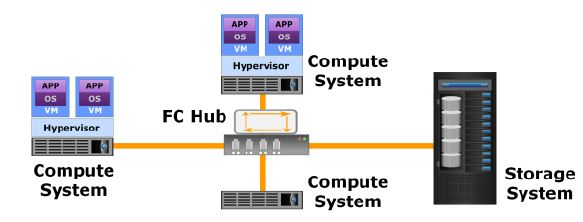 APP APP
OS OS
VM VM
Hypervisor
Compute
System
APP APP
OS OS
VM VM
Hypervisor
FC Hub
Compute
System
Compute
System
Storage
System